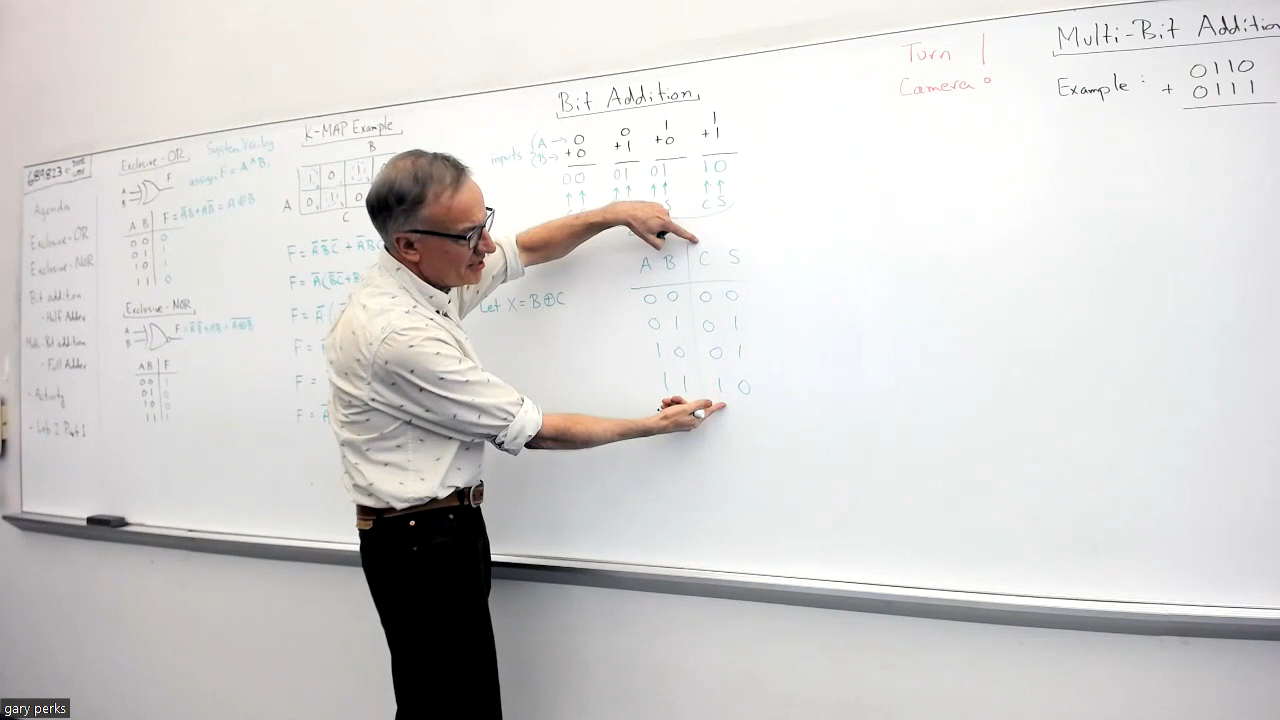 689823
Agenda
Exclusive-OR
Exclusive-NOR
Bit addition
- Half Adder
Multi-Bit addition
- Full Adder
- Activity
- Lab 2 Part 1
Exclusive-OR
System Verilog
assign F = A^B;
A
B
F
F = A̅B + AB̅ = A⊕B
A B F
0 0 0
0 1 1
1 0 1
1 1 0
Exclusive-NOR
A
B
F = A̅B̅ + AB = A̅⊕̅B̅
A B F
0 0 1
0 1 0
1 0 0
1 1 1
K-MAP Example
B
A
C
F =
F =
F =
F =
F =
Let X = B⊕C
Bit Addition
inputs { A → 0 0 1 1
B → +0 +1 +0 +1
00 01 01 10
↑↑ ↑↑ ↑↑ ↑↑
S C S
A B C S
0 0 0 0
0 1 0 1
1 0 0 1
1 1 1 0
Turn
Camera
Multi-Bit Addition
Example: 0110
+ 0111
gary perks